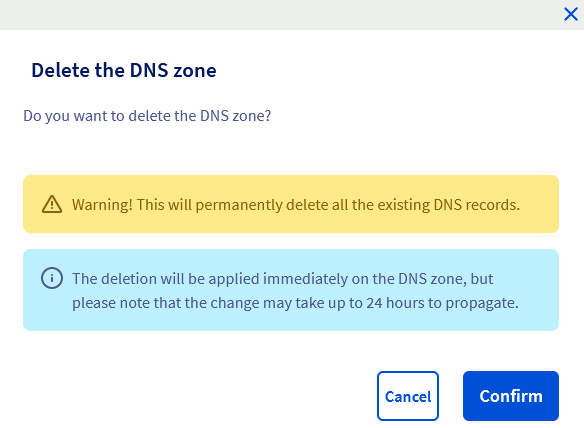 Delete the DNS zone
Do you want to delete the DNS zone?
Warning! This will permanently delete all the existing DNS records.
The deletion will be applied immediately on the DNS zone, but
please note that the change may take up to 24 hours to propagate.
Cancel
Confirm